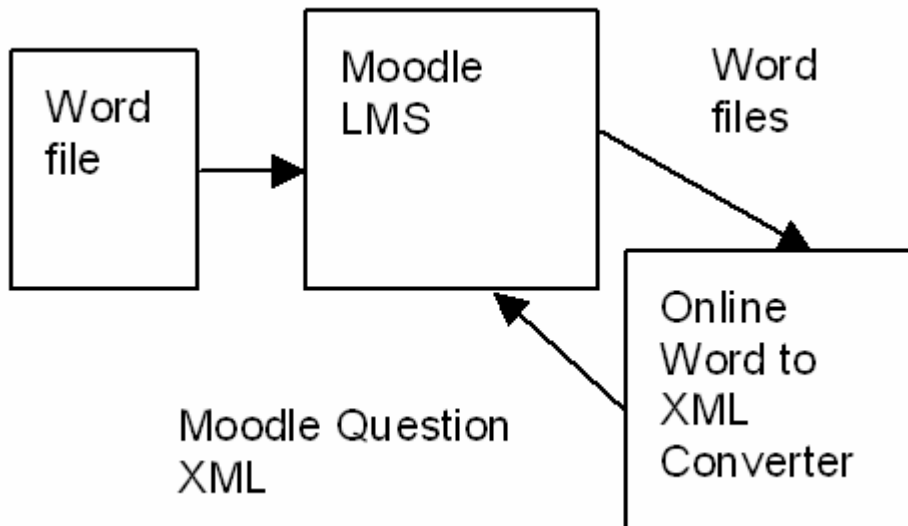 Word
file
Moodle
LMS
Word
files
Online
Word to
XML
Converter
Moodle Question
XML